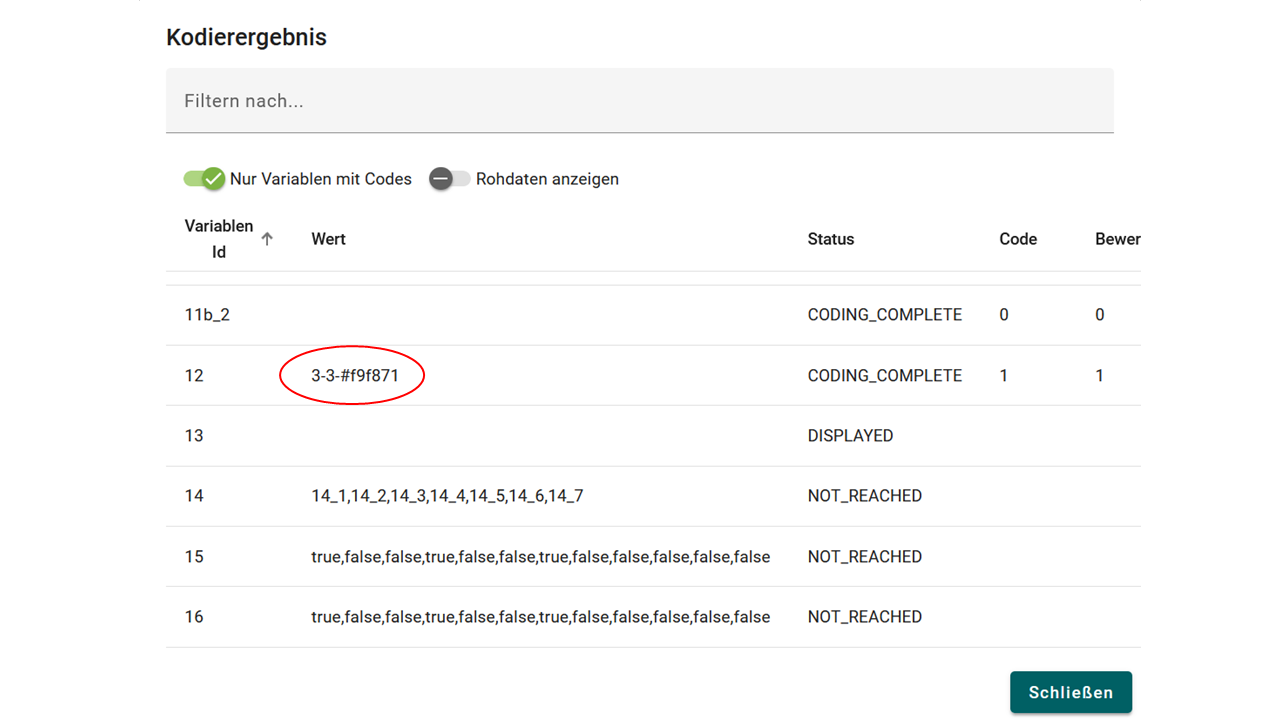 Kodierergebnis
Filtern nach...
Nur Variablen mit Codes Rohdaten anzeigen
Variablen Id Wert Status Code Bewer
11b_2 CODING_COMPLETE 0 0
12 3-3-#f9f871 CODING_COMPLETE 1 1
13 DISPLAYED
14 14_1,14_2,14_3,14_4,14_5,14_6,14_7 NOT_REACHED
15 true,false,false,true,false,false,true,false,false,false,false,false NOT_REACHED
16 true,false,false,true,false,false,true,false,false,false,false,false NOT_REACHED
Schließen